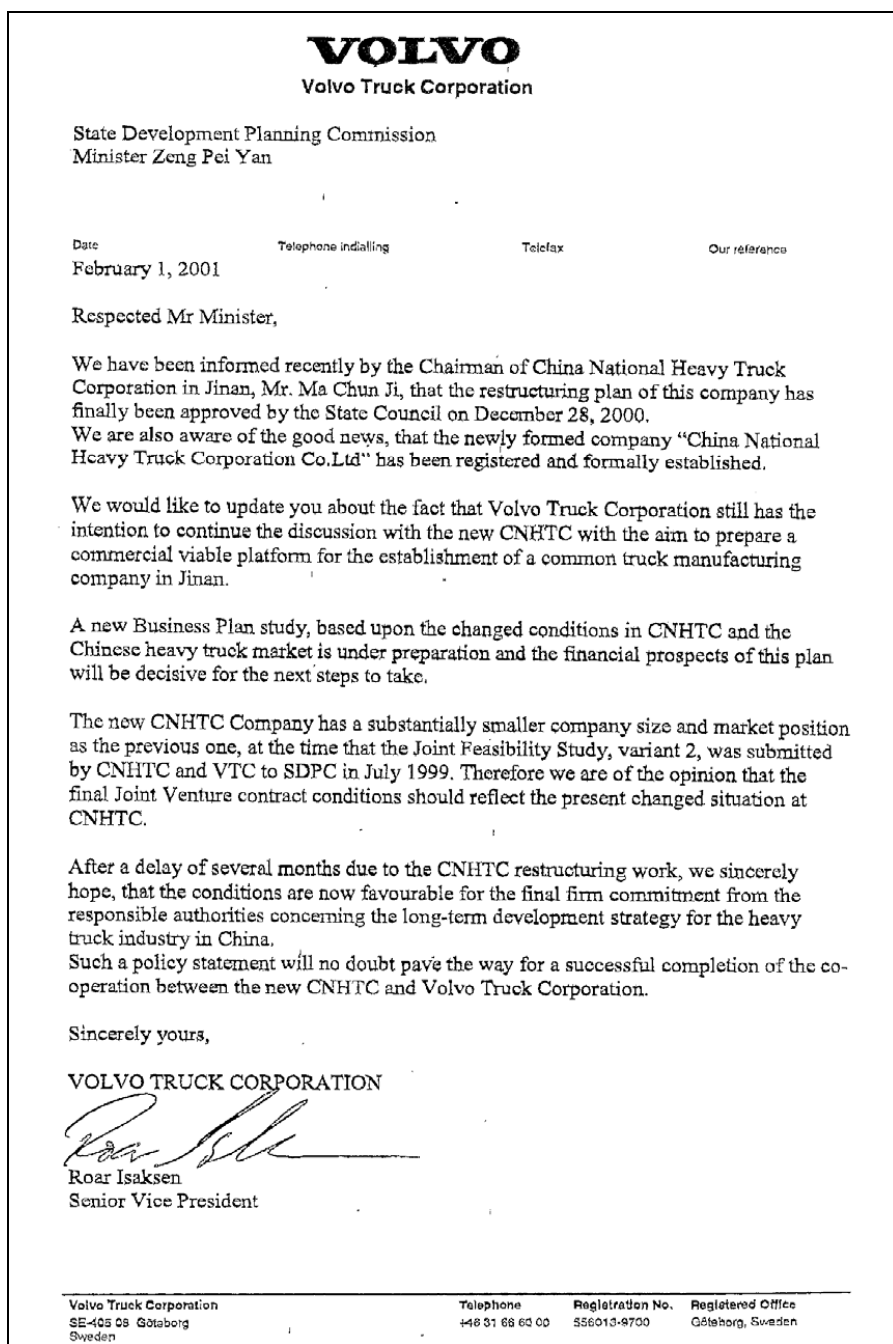 VOLVO
Volvo Truck Corporation
State Development Planning Commission
Minister Zeng Pei Yan
Date Telephone indialling Telefax Our reference
February 1, 2001
Respected Mr Minister,
We have been informed recently by the Chairman of China National Heavy Truck
Corporation in Jinan, Mr. Ma Chun Ji, that the restructuring plan of this company has
finally been approved by the State Council on December 28, 2000.
We are also aware of the good news, that the newly formed company “China National
Heavy Truck Corporation Co.Ltd” has been registered and formally established.
We would like to update you about the fact that Volvo Truck Corporation still has the
intention to continue the discussion with the new CNHTC with the aim to prepare a
commercial viable platform for the establishment of a common truck manufacturing
company in Jinan.
A new Business Plan study, based upon the changed conditions in CNHTC and the
Chinese heavy truck market is under preparation and the financial prospects of this plan
will be decisive for the next steps to take.
The new CNHTC Company has a substantially smaller company size and market position
as the previous one, at the time that the Joint Feasibility Study, variant 2, was submitted
by CNHTC and VTC to SDPC in July 1999. Therefore we are of the opinion that the
final Joint Venture contract conditions should reflect the present changed situation at
CNHTC.
After a delay of several months due to the CNHTC restructuring work, we sincerely
hope, that the conditions are now favourable for the final firm commitment from the
responsible authorities concerning the long-term development strategy for the heavy
truck industry in China.
Such a policy statement will no doubt pave the way for a successful completion of the co-
operation between the new CNHTC and Volvo Truck Corporation.
Sincerely yours,
VOLVO TRUCK CORPORATION
Roar Isaksen
Senior Vice President
Volvo Truck Corporation Telephone Registration No. Registered Office
SE-405 08 Göteborg +46 31 66 60 00 556013-9700 Göteborg, Sweden
Sweden